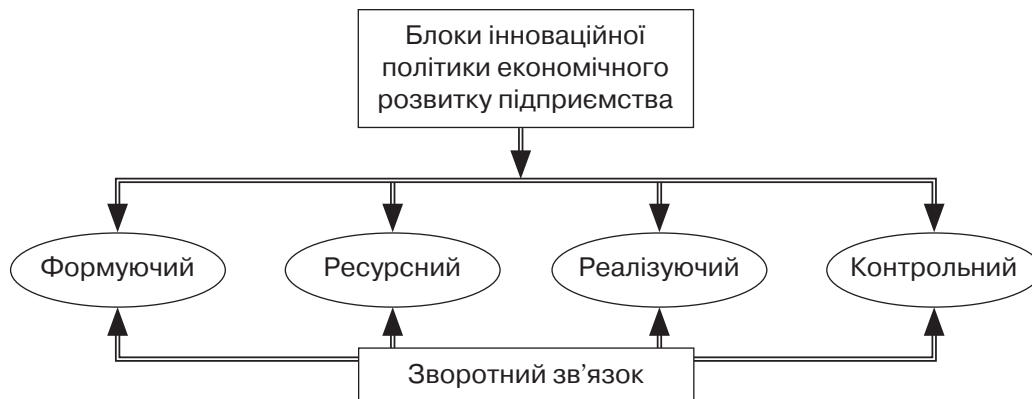 Блоки інноваційної
політики економічного
розвитку підприємства
Формуючий
Ресурсний
Реалізуючий
Контрольний
Зворотний зв’язок